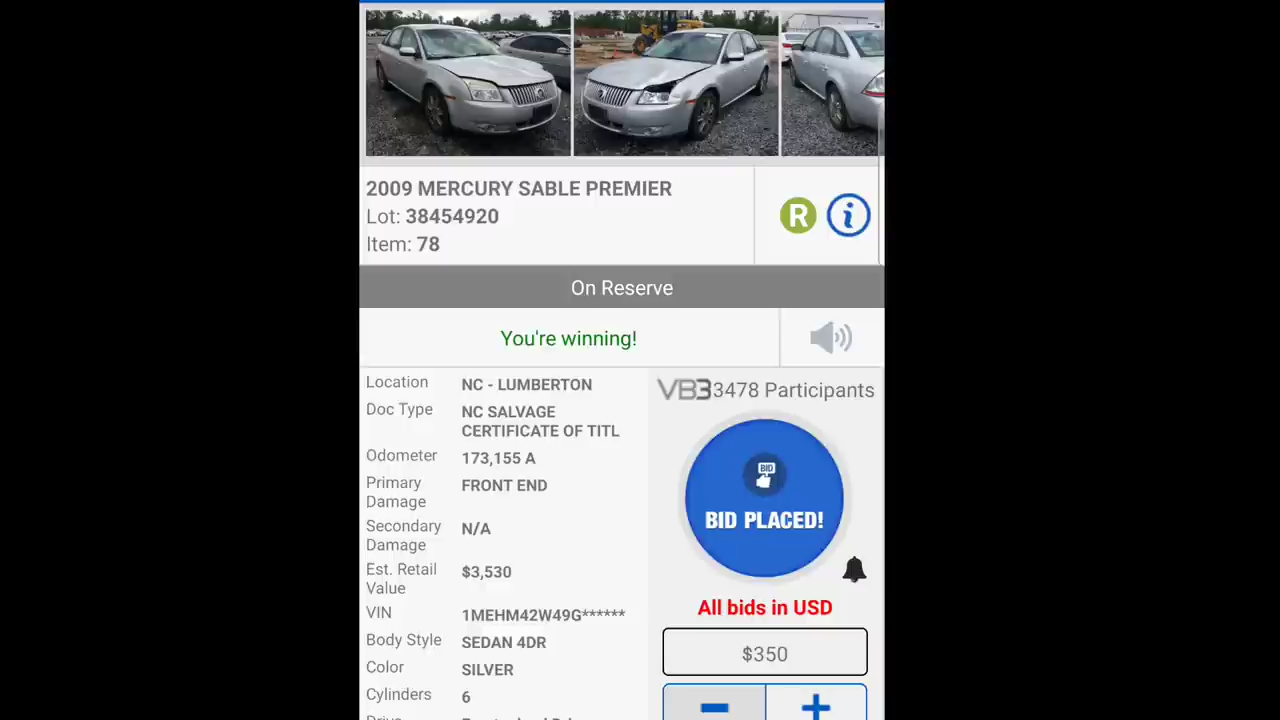 2009 MERCURY SABLE PREMIER
Lot: 38454920
Item: 78
R
i
On Reserve
You're winning!
Location NC - LUMBERTON
Doc Type NC SALVAGE
CERTIFICATE OF TITL
Odometer 173,155 A
Primary
Damage
FRONT END
Secondary
Damage
N/A
Est. Retail
Value
$3,530
VIN 1MEHM42W49G******
Body Style SEDAN 4DR
Color SILVER
Cylinders 6
VB3 3478 Participants
BID
BID PLACED!
All bids in USD
$350
- +